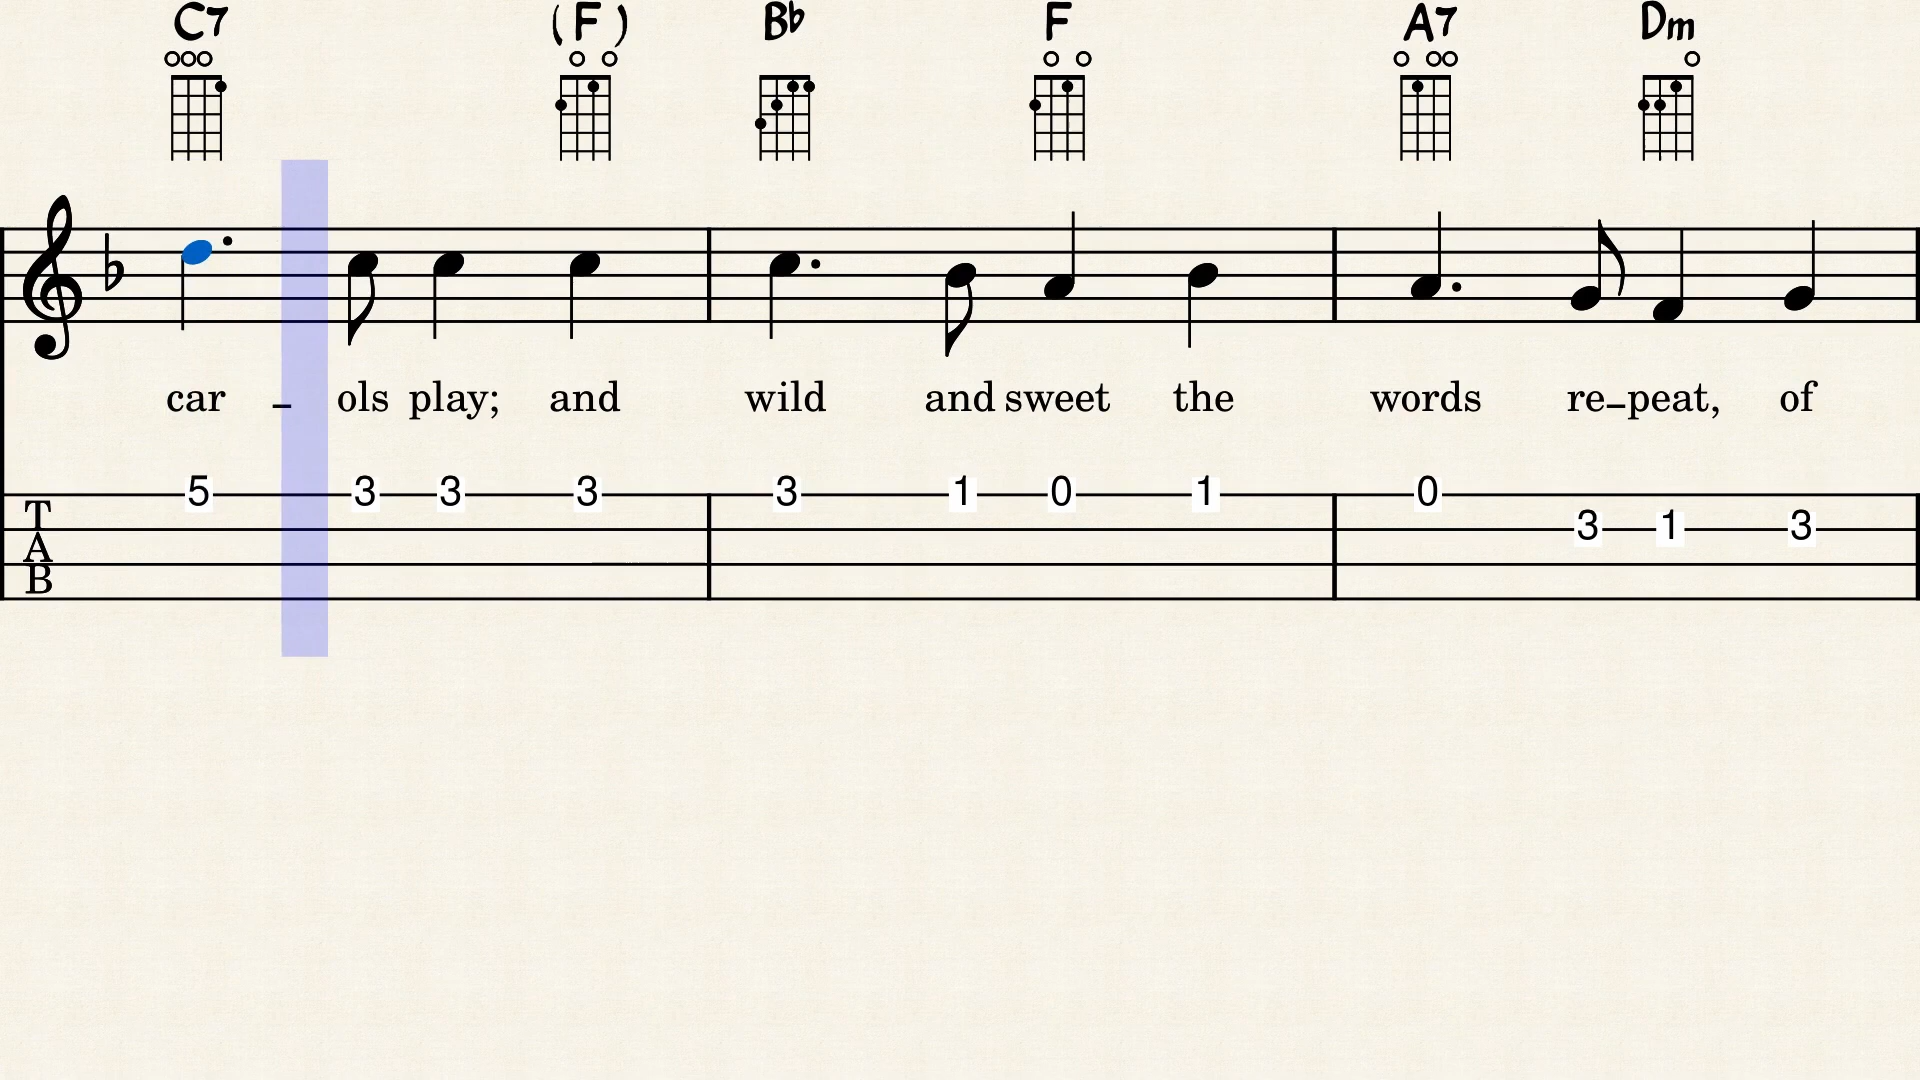 C7 (F) B♭ F A7 Dm
car - ols play; and wild and sweet the words re-peat, of
5 3 3 3 3 1 0 1 0
T
3 1 3
A
B